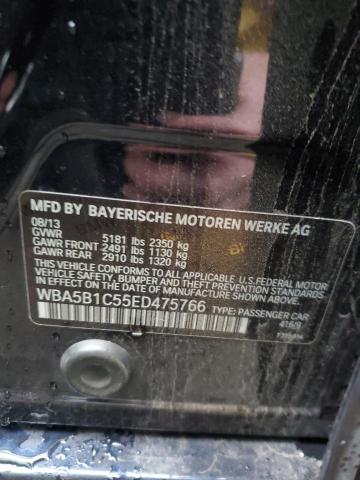 MFD BY BAYERISCHE MOTOREN WERKE AG
08/13
GVWR 5181 lbs 2350 kg
GAWR FRONT 2491 lbs 1130 kg
GAWR REAR 2910 lbs 1320 kg
THIS VEHICLE CONFORMS TO ALL APPLICABLE U.S. FEDERAL MOTOR
VEHICLE SAFETY, BUMPER AND THEFT PREVENTION STANDARDS
IN EFFECT ON THE DATE OF MANUFACTURE SHOWN ABOVE.
WBA5B1C55ED475766 TYPE: PASSENGER CAR
416/9